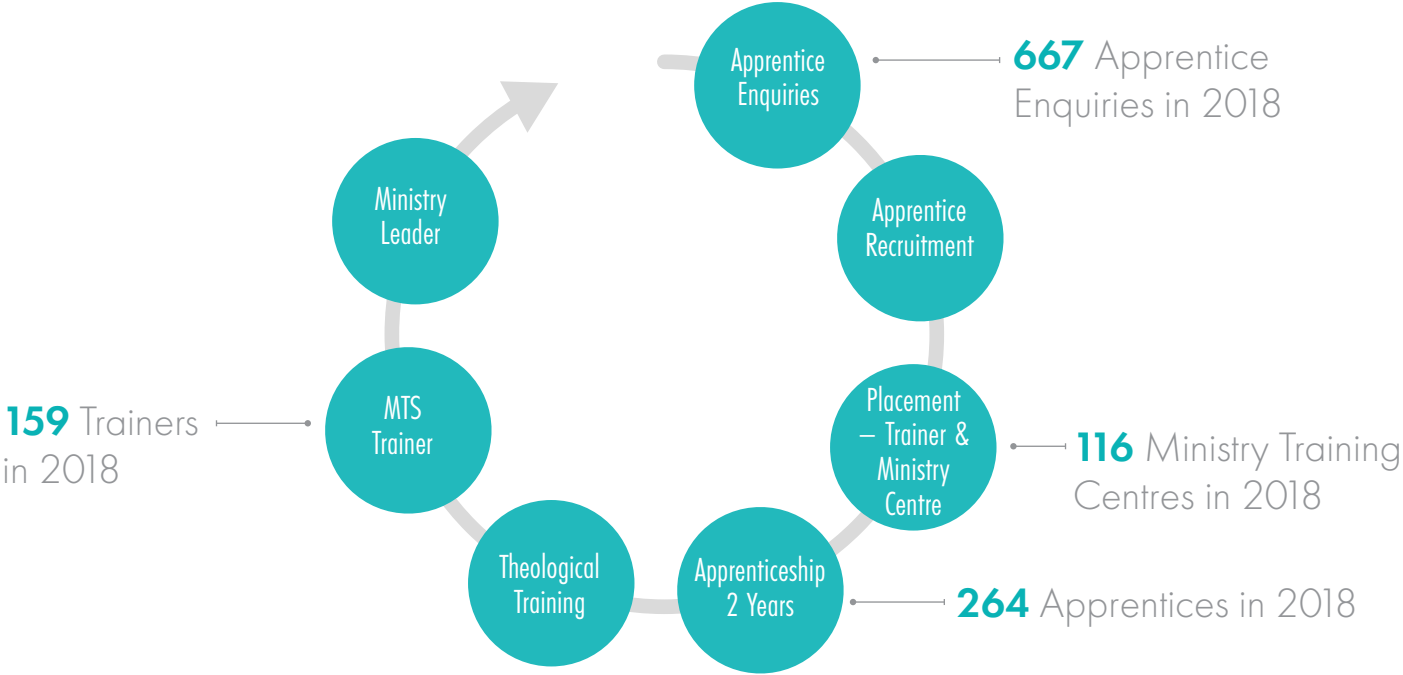 Apprentice
Enquiries
667 Apprentice
Enquiries in 2018
Apprentice
Recruitment
Placement
– Trainer &
Ministry
Centre
116 Ministry Training
Centres in 2018
Apprenticeship
2 Years
264 Apprentices in 2018
Theological
Training
MTS
Trainer
159 Trainers
in 2018
Ministry
Leader